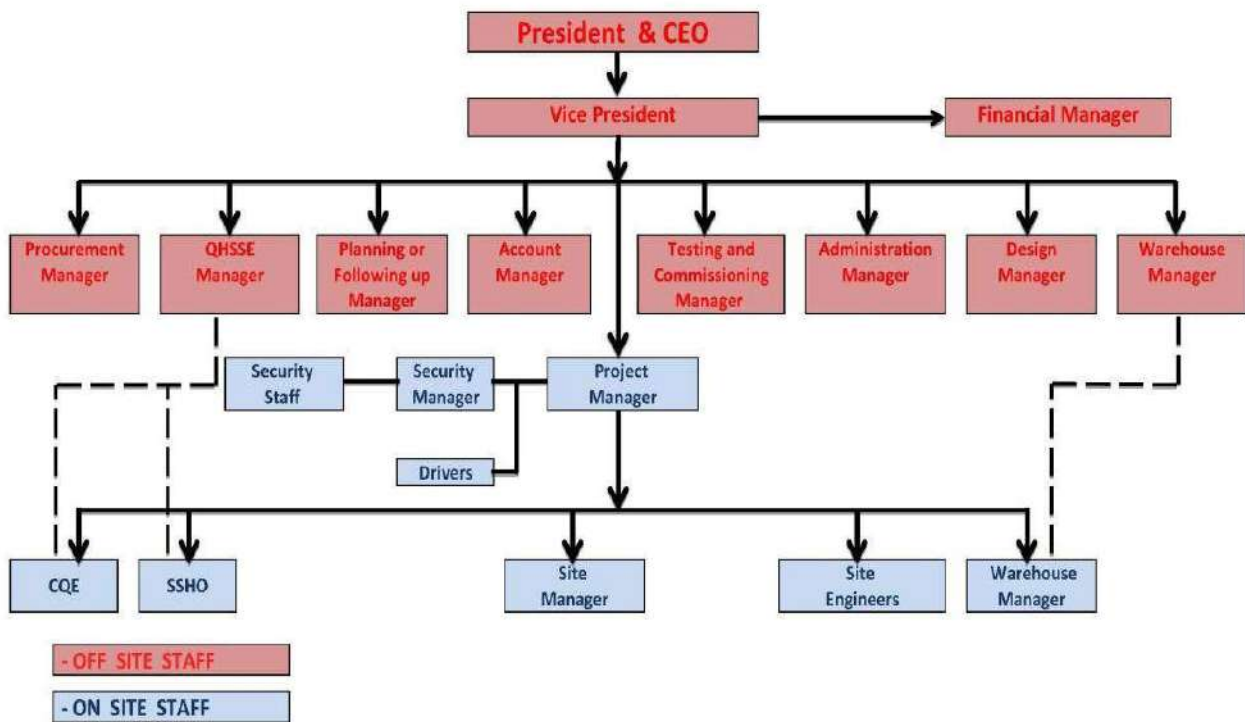 President & CEO
Vice President
Financial Manager
Procurement
Manager
QHSSE
Manager
Planning or
Following up
Manager
Account
Manager
Testing and
Commissioning
Manager
Administration
Manager
Design
Manager
Warehouse
Manager
Security
Staff
Security
Manager
Project
Manager
Drivers
CQE
SSHO
Site
Manager
Site
Engineers
Warehouse
Manager
- OFF SITE STAFF
- ON SITE STAFF